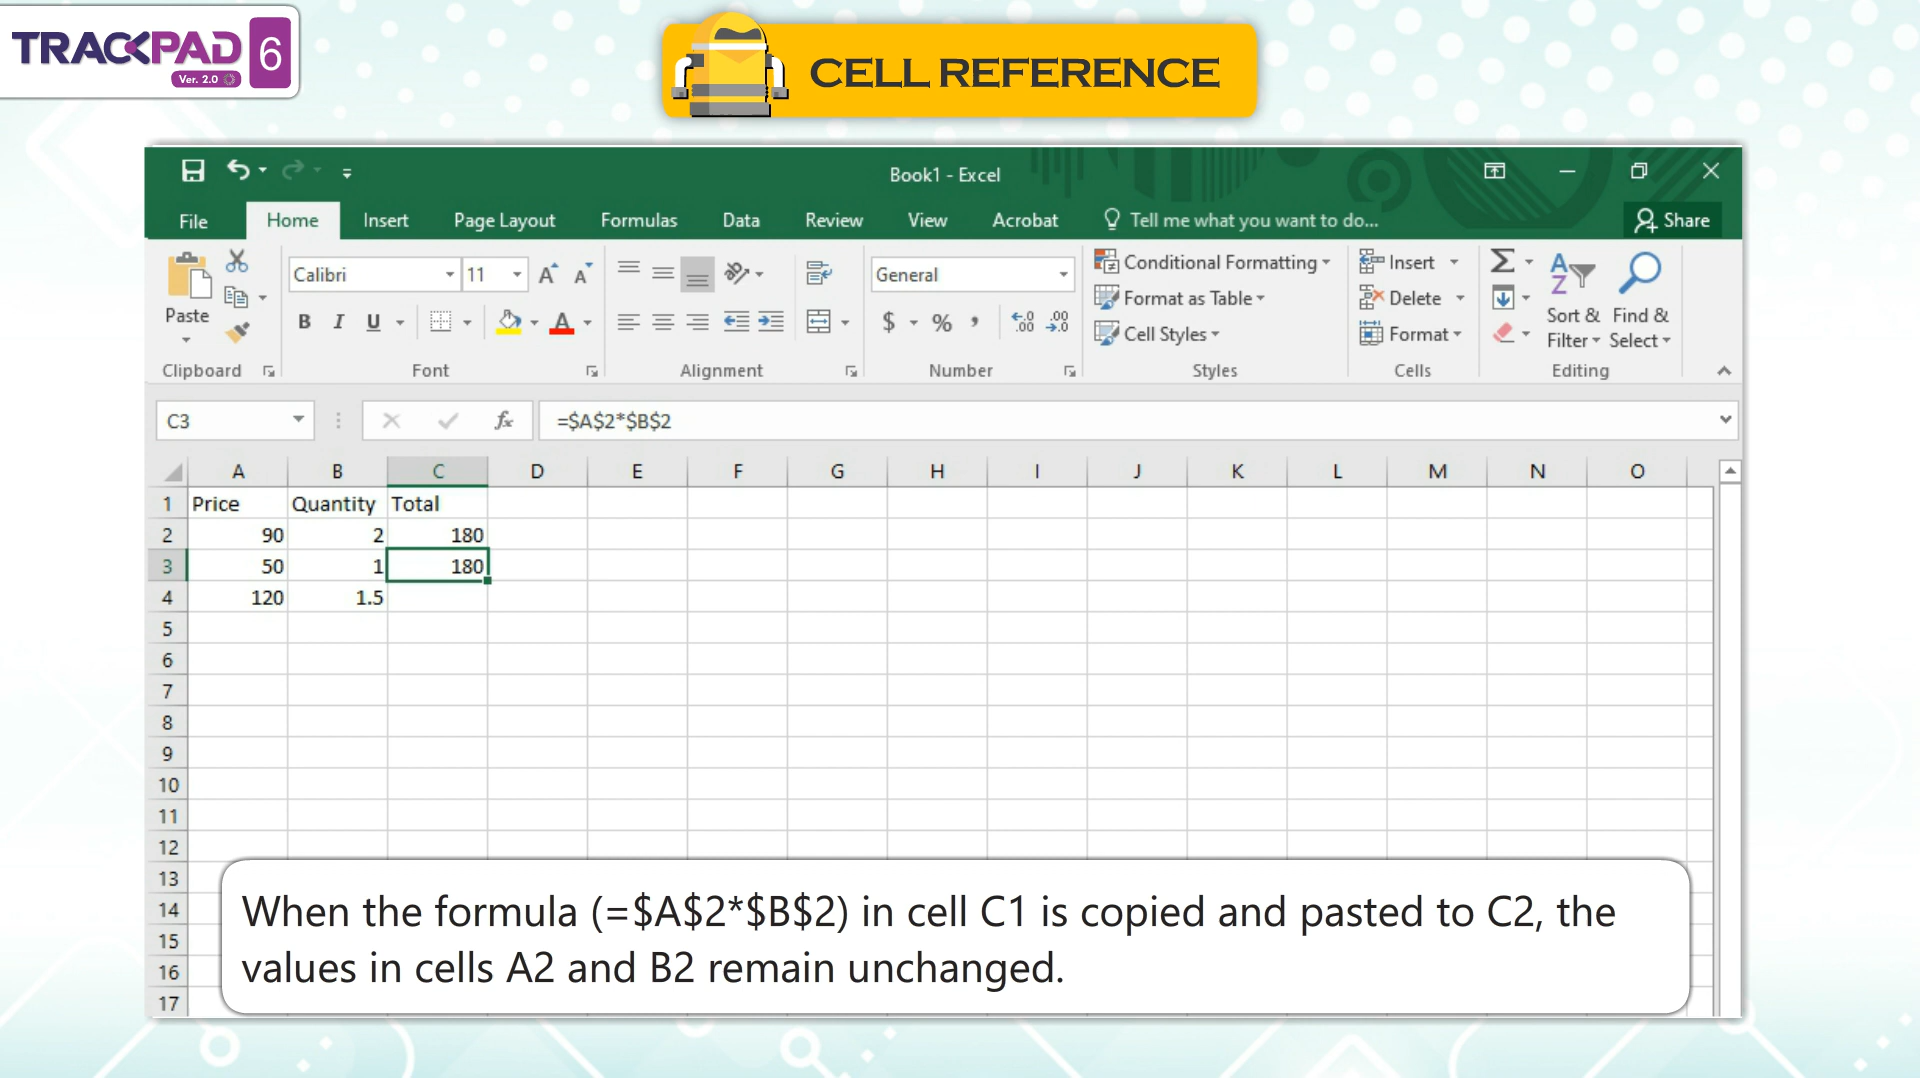 TRACKPAD 6
Ver. 2.0
CELL REFERENCE
Book1 - Excel
File Home Insert Page Layout Formulas Data Review View Acrobat Tell me what you want to do... Share
Calibri 11 General Conditional Formatting Insert
Format as Table Delete
Paste B I U A $ % , Cell Styles Format Sort & Filter Find & Select
Clipboard Font Alignment Number Styles Cells Editing
C3 fx =$A$2*$B$2
A B C D E F G H I J K L M N O
1 Price Quantity Total
2 90 2 180
3 50 1 180
4 120 1.5
5
6
7
8
9
10
11
12
13
14
15
16
17
When the formula (=$A$2*$B$2) in cell C1 is copied and pasted to C2, the
values in cells A2 and B2 remain unchanged.